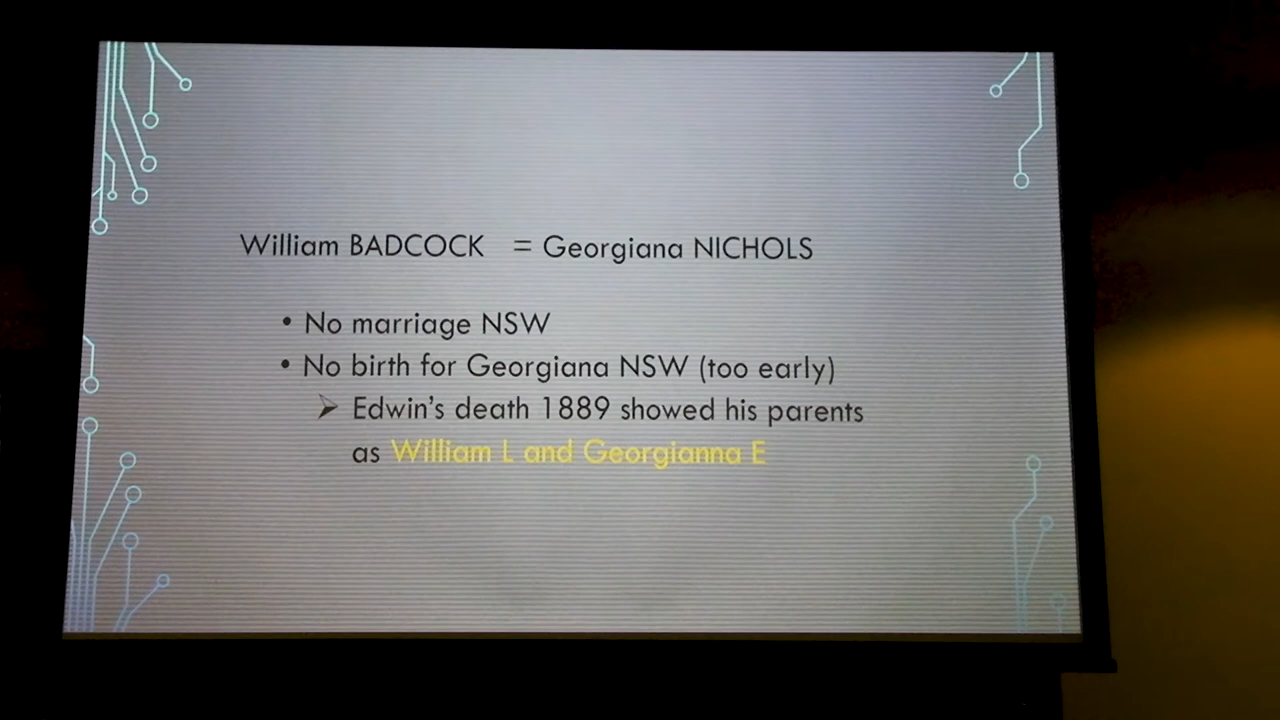 William BADCOCK = Georgiana NICHOLS
• No marriage NSW
• No birth for Georgiana NSW (too early)
➢ Edwin's death 1889 showed his parents
as William L and Georgianna E